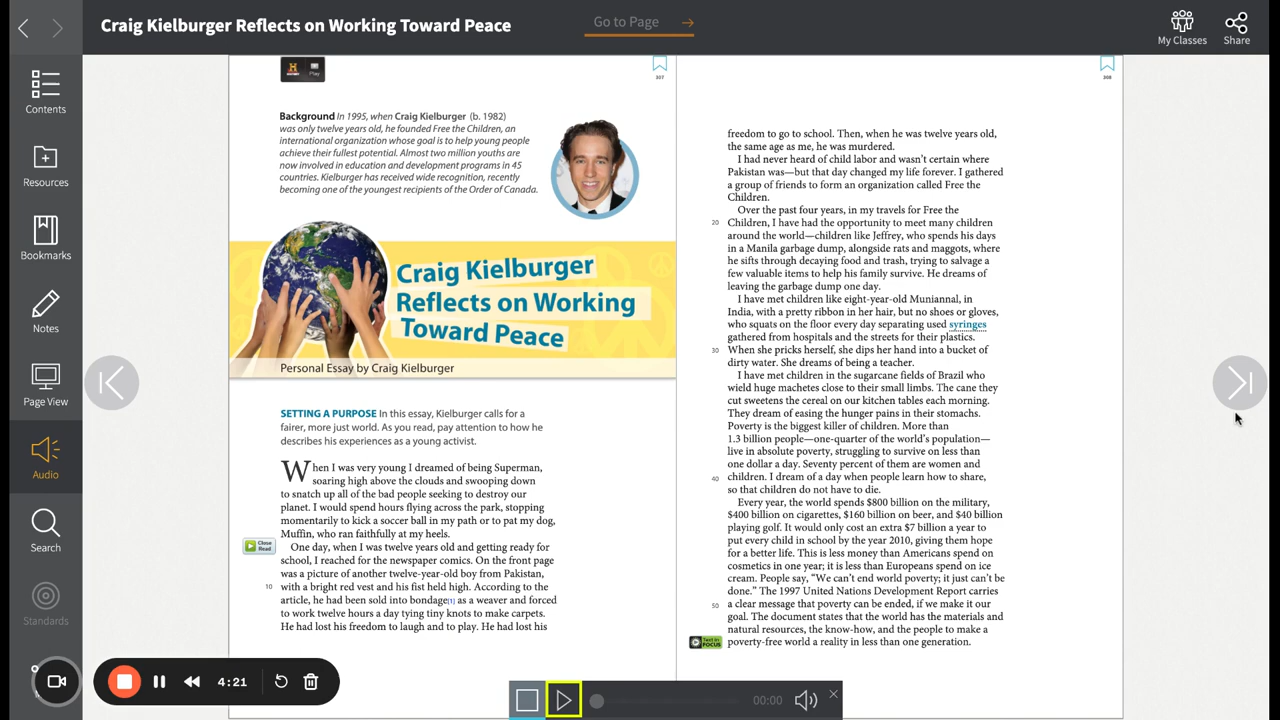 Craig Kielburger Reflects on Working Toward Peace
Go to Page
My Classes
Share
Contents
Resources
Bookmarks
Notes
Page View
Audio
Search
Standards
Play
307
Background In 1995, when Craig Kielburger (b. 1982)
was only twelve years old, he founded Free the Children, an
international organization whose goal is to help young people
achieve their fullest potential. Almost two million youths are
now involved in education and development programs in 45
countries. Kielburger has received wide recognition, recently
becoming one of the youngest recipients of the Order of Canada.
Craig Kielburger
Reflects on Working
Toward Peace
Personal Essay by Craig Kielburger
SETTING A PURPOSE In this essay, Kielburger calls for a
fairer, more just world. As you read, pay attention to how he
describes his experiences as a young activist.
When I was very young I dreamed of being Superman,
soaring high above the clouds and swooping down
to snatch up all of the bad people seeking to destroy our
planet. I would spend hours flying across the park, stopping
momentarily to kick a soccer ball in my path or to pat my dog,
Muffin, who ran faithfully at my heels.
Close
Read
One day, when I was twelve years old and getting ready for
school, I reached for the newspaper comics. On the front page
was a picture of another twelve-year-old boy from Pakistan,
10 with a bright red vest and his fist held high. According to the
article, he had been sold into bondage[1] as a weaver and forced
to work twelve hours a day tying tiny knots to make carpets.
He had lost his freedom to laugh and to play. He had lost his
308
freedom to go to school. Then, when he was twelve years old,
the same age as me, he was murdered.
I had never heard of child labor and wasn't certain where
Pakistan was—but that day changed my life forever. I gathered
a group of friends to form an organization called Free the
Children.
Over the past four years, in my travels for Free the
20 Children, I have had the opportunity to meet many children
around the world—children like Jeffrey, who spends his days
in a Manila garbage dump, alongside rats and maggots, where
he sifts through decaying food and trash, trying to salvage a
few valuable items to help his family survive. He dreams of
leaving the garbage dump one day.
I have met children like eight-year-old Muniannal, in
India, with a pretty ribbon in her hair, but no shoes or gloves,
who squats on the floor every day separating used syringes
gathered from hospitals and the streets for their plastics.
30 When she pricks herself, she dips her hand into a bucket of
dirty water. She dreams of being a teacher.
I have met children in the sugarcane fields of Brazil who
wield huge machetes close to their small limbs. The cane they
cut sweetens the cereal on our kitchen tables each morning.
They dream of easing the hunger pains in their stomachs.
Poverty is the biggest killer of children. More than
1.3 billion people—one-quarter of the world's population—
live in absolute poverty, struggling to survive on less than
one dollar a day. Seventy percent of them are women and
40 children. I dream of a day when people learn how to share,
so that children do not have to die.
Every year, the world spends $800 billion on the military,
$400 billion on cigarettes, $160 billion on beer, and $40 billion
playing golf. It would only cost an extra $7 billion a year to
put every child in school by the year 2010, giving them hope
for a better life. This is less money than Americans spend on
cosmetics in one year; it is less than Europeans spend on ice
cream. People say, “We can't end world poverty; it just can't be
done.” The 1997 United Nations Development Report carries
50 a clear message that poverty can be ended, if we make it our
goal. The document states that the world has the materials and
natural resources, the know-how, and the people to make a
poverty-free world a reality in less than one generation.
Text in
FOCUS
4:21
00:00